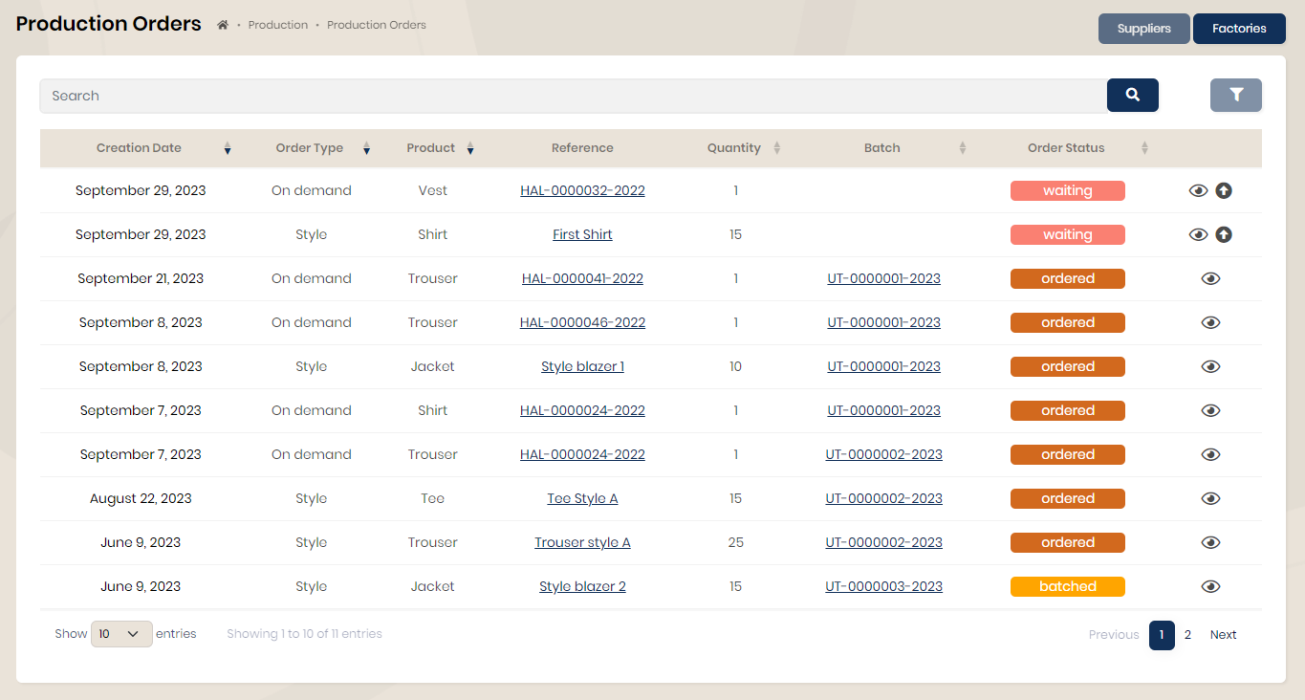 Production Orders • Production • Production Orders Suppliers Factories
Search
Creation Date Order Type Product Reference Quantity Batch Order Status
September 29, 2023 On demand Vest HAL-0000032-2022 1 waiting
September 29, 2023 Style Shirt First Shirt 15 waiting
September 21, 2023 On demand Trouser HAL-0000041-2022 1 UT-0000001-2023 ordered
September 8, 2023 On demand Trouser HAL-0000046-2022 1 UT-0000001-2023 ordered
September 8, 2023 Style Jacket Style blazer 1 10 UT-0000001-2023 ordered
September 7, 2023 On demand Shirt HAL-0000024-2022 1 UT-0000001-2023 ordered
September 7, 2023 On demand Trouser HAL-0000024-2022 1 UT-0000002-2023 ordered
August 22, 2023 Style Tee Tee Style A 15 UT-0000002-2023 ordered
June 9, 2023 Style Trouser Trouser style A 25 UT-0000002-2023 ordered
June 9, 2023 Style Jacket Style blazer 2 15 UT-0000003-2023 batched
Show 10 entries Showing 1 to 10 of 11 entries Previous 1 2 Next